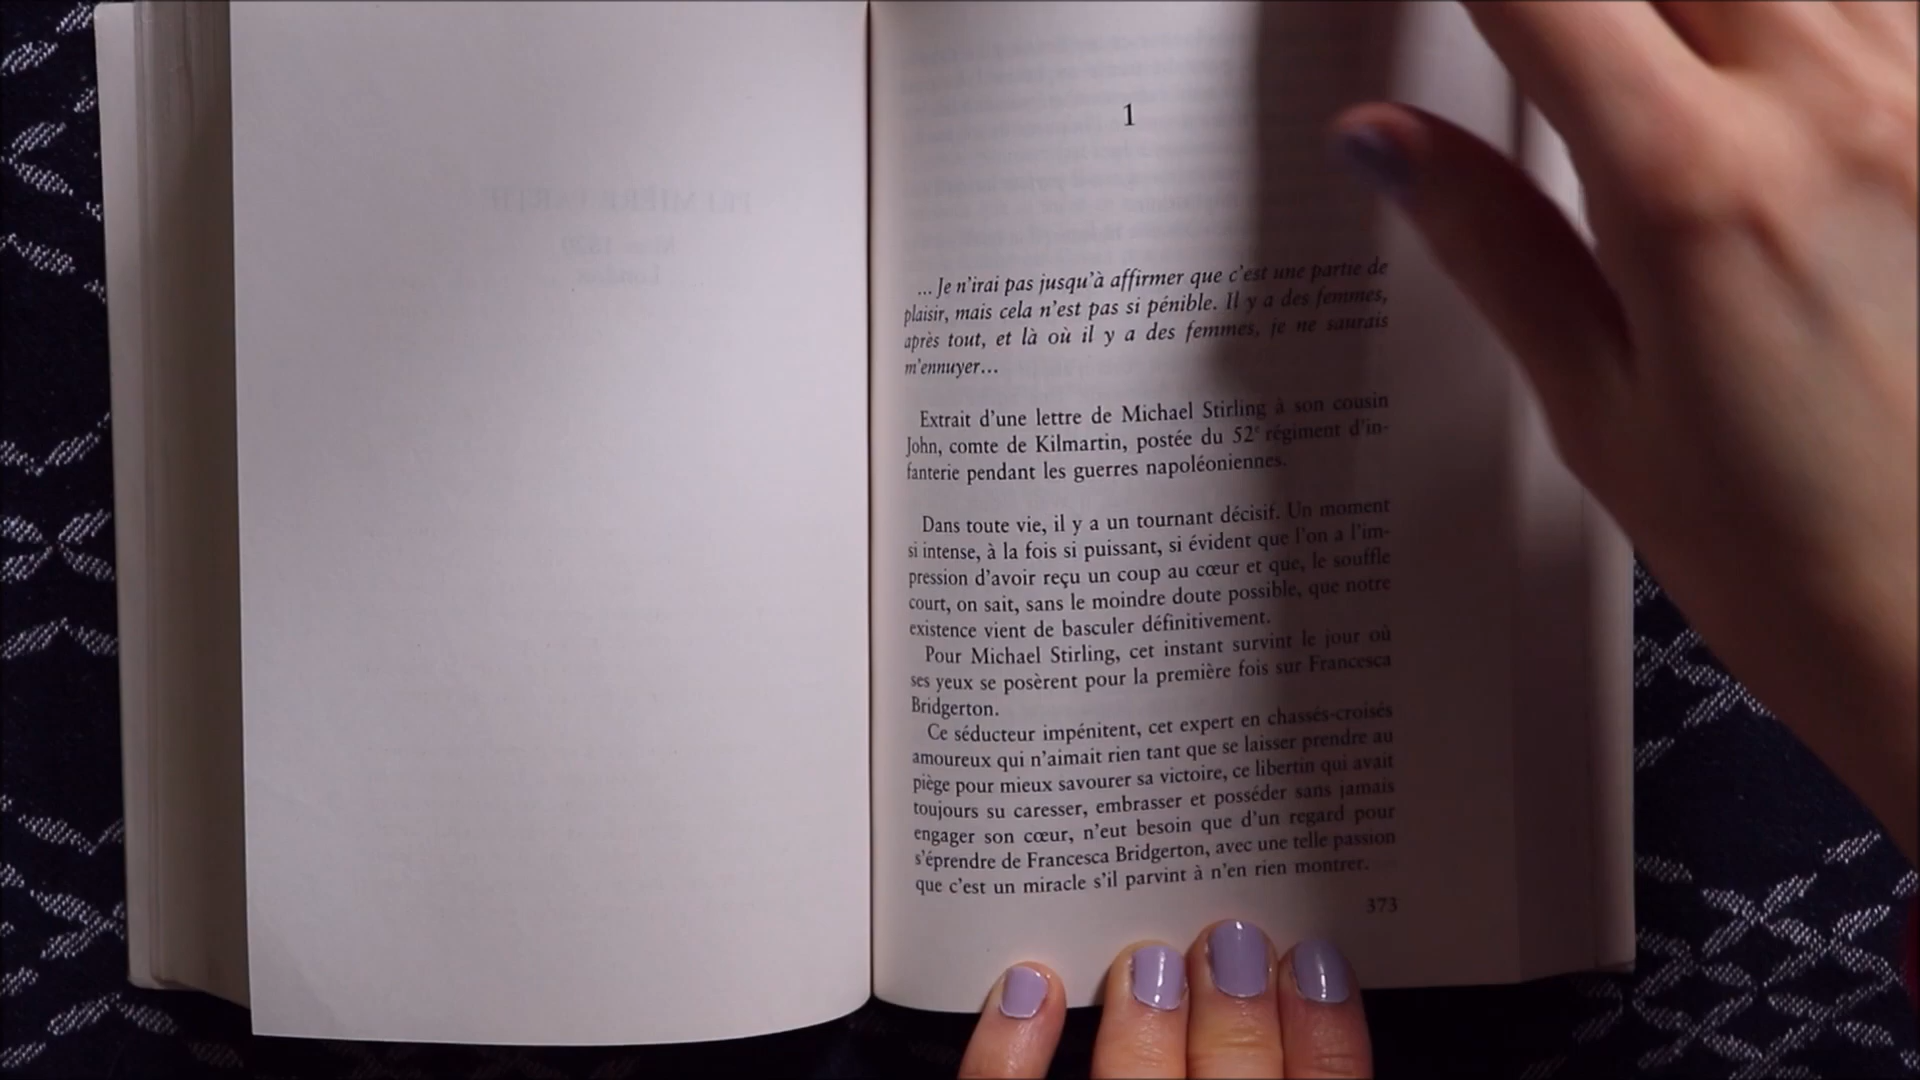 1
... Je n'irai pas jusqu'à affirmer que c'est une partie de
plaisir, mais cela n'est pas si pénible. Il y a des femmes,
après tout, et là où il y a des femmes, je ne saurais
m'ennuyer...
Extrait d'une lettre de Michael Stirling à son cousin
John, comte de Kilmartin, postée du 52e régiment d'in-
fanterie pendant les guerres napoléoniennes.
Dans toute vie, il y a un tournant décisif. Un moment
si intense, à la fois si puissant, si évident que l'on a l'im-
pression d'avoir reçu un coup au cœur et que, le souffle
court, on sait, sans le moindre doute possible, que notre
existence vient de basculer définitivement.
Pour Michael Stirling, cet instant survint le jour où
ses yeux se posèrent pour la première fois sur Francesca
Bridgerton.
Ce séducteur impénitent, cet expert en chassés-croisés
amoureux qui n'aimait rien tant que se laisser prendre au
piège pour mieux savourer sa victoire, ce libertin qui avait
toujours su caresser, embrasser et posséder sans jamais
engager son cœur, n'eut besoin que d'un regard pour
s'éprendre de Francesca Bridgerton, avec une telle passion
que c'est un miracle s'il parvint à n'en rien montrer.
373